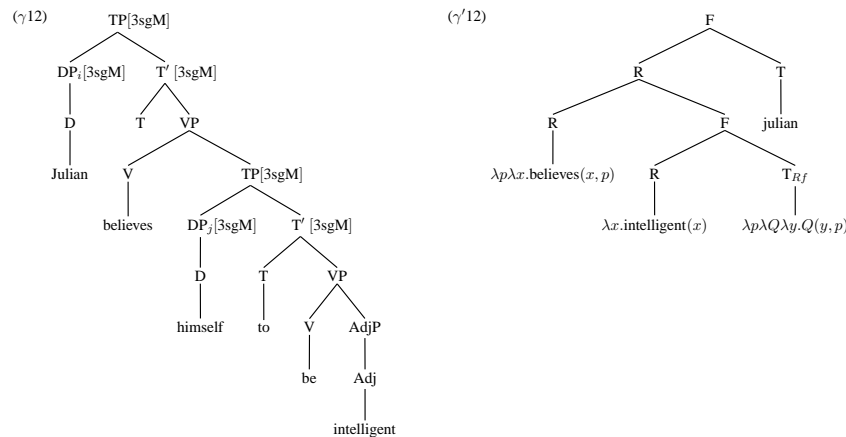 (γ12)
TP[3sgM]
DPᵢ[3sgM] T′ [3sgM]
D T VP
Julian V TP[3sgM]
believes DPⱼ[3sgM] T′ [3sgM]
D T VP
himself to V AdjP
be Adj
intelligent
(γ′12)
F
R T
R F julian
λpλx.believes(x, p) R T_Rf
λx.intelligent(x) λpλQλy.Q(y, p)